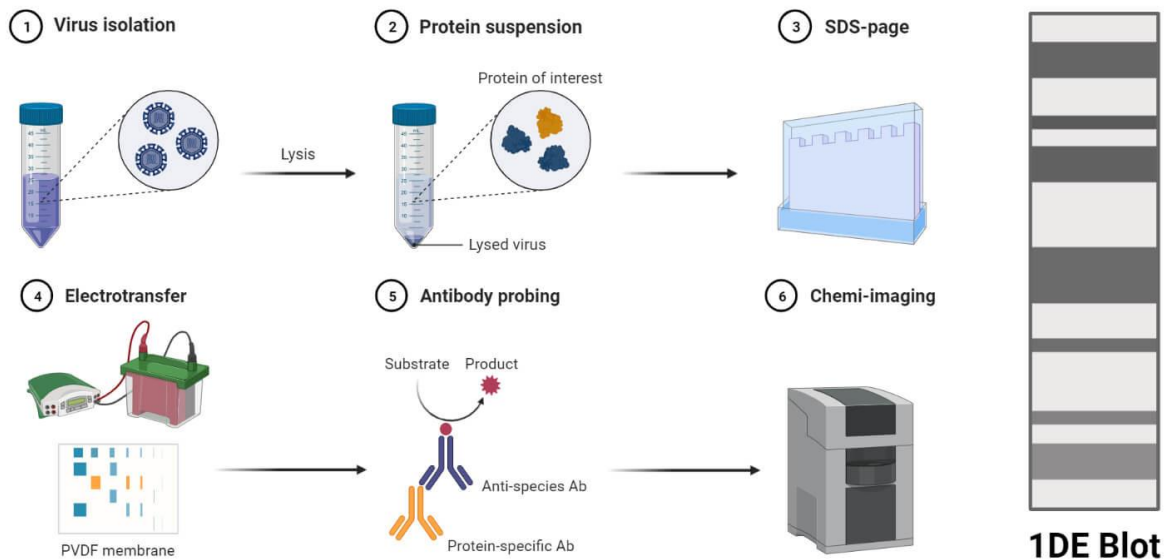 1 Virus isolation
2 Protein suspension
3 SDS-page
Protein of interest
Lysis
Lysed virus
4 Electrotransfer
5 Antibody probing
6 Chemi-imaging
Substrate Product
Anti-species Ab
Protein-specific Ab
PVDF membrane
1DE Blot